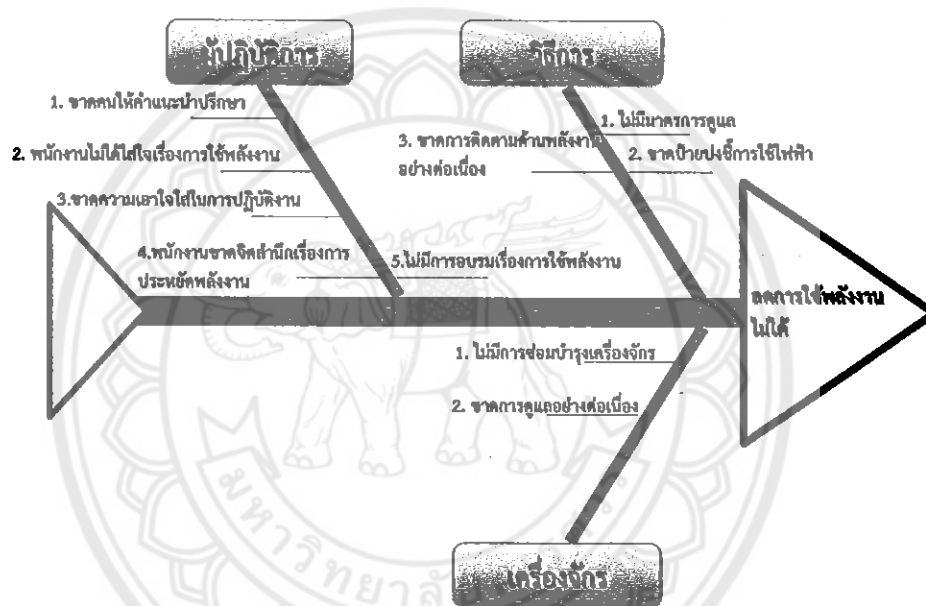 ผู้ปฏิบัติการ
วิธีการ
1. ขาดคนให้คำแนะนำปรึกษา
2. พนักงานไม่ได้ใส่ใจเรื่องการใช้พลังงาน
3.ขาดความเอาใจใส่ในการปฏิบัติงาน
4.พนักงานขาดจิตสำนึกเรื่องการ
ประหยัดพลังงาน
5.ไม่มีการอบรมเรื่องการใช้พลังงาน
1. ไม่มีมาตรการดูแล
2. ขาดป้ายบ่งชี้การใช้ไฟฟ้า
3. ขาดการติดตามด้านพลังงาน
อย่างต่อเนื่อง
ลดการใช้พลังงาน
ไม่ได้
1. ไม่มีการซ่อมบำรุงเครื่องจักร
2. ขาดการดูแลอย่างต่อเนื่อง
เครื่องจักร